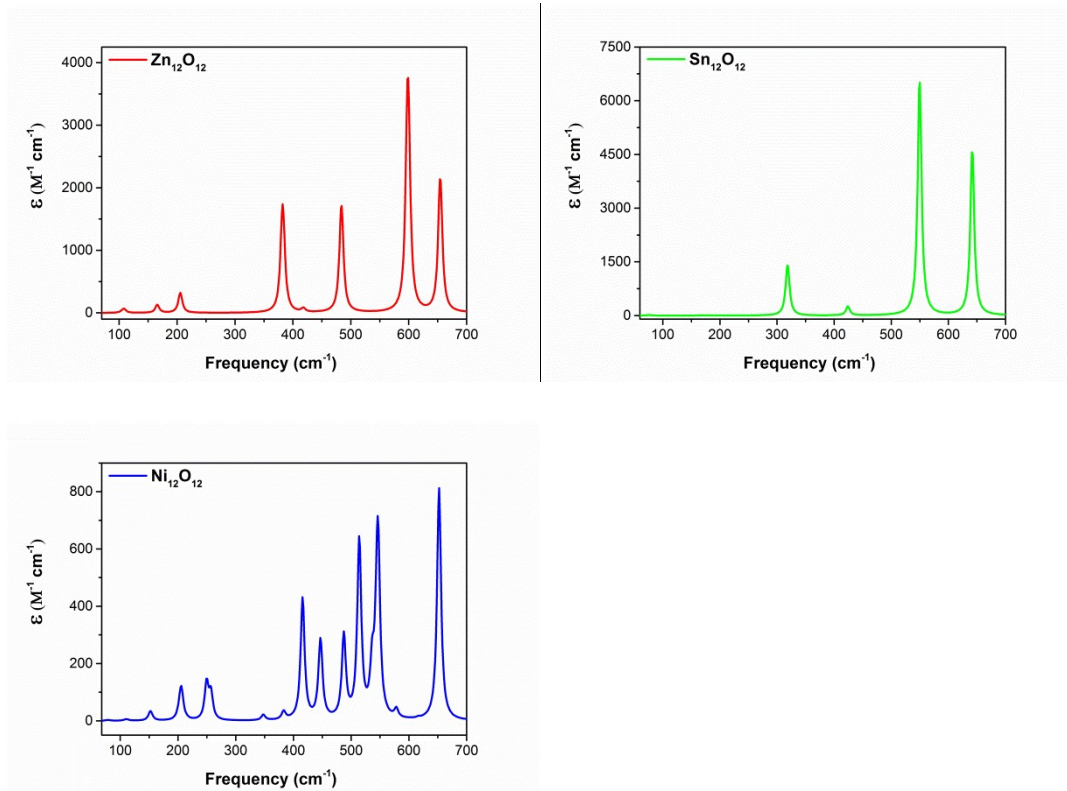 Zn₁₂O₁₂
4000
3000
2000
1000
0
ε (M⁻¹ cm⁻¹)
100 200 300 400 500 600 700
Frequency (cm⁻¹)
Sn₁₂O₁₂
7500
6000
4500
3000
1500
0
ε (M⁻¹ cm⁻¹)
100 200 300 400 500 600 700
Frequency (cm⁻¹)
Ni₁₂O₁₂
800
600
400
200
0
ε (M⁻¹ cm⁻¹)
100 200 300 400 500 600 700
Frequency (cm⁻¹)